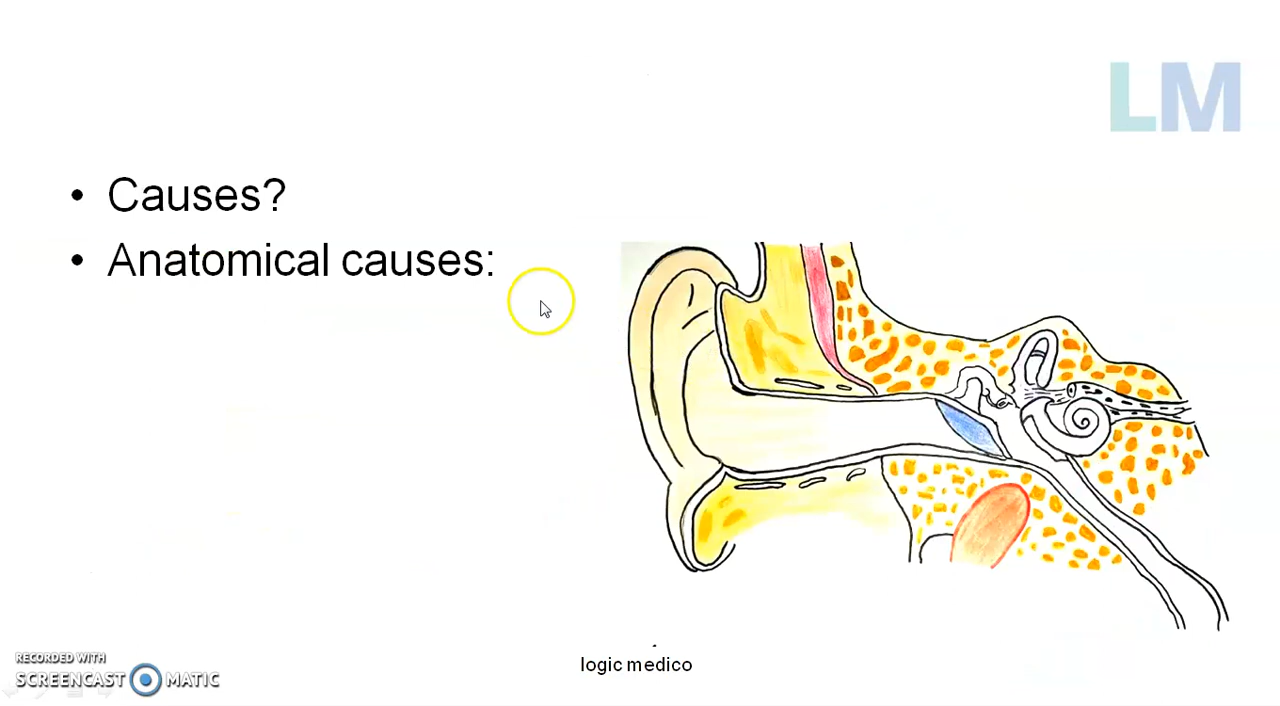 LM
• Causes?
• Anatomical causes:
logic medico
RECORDED WITH
SCREENCAST MATIC